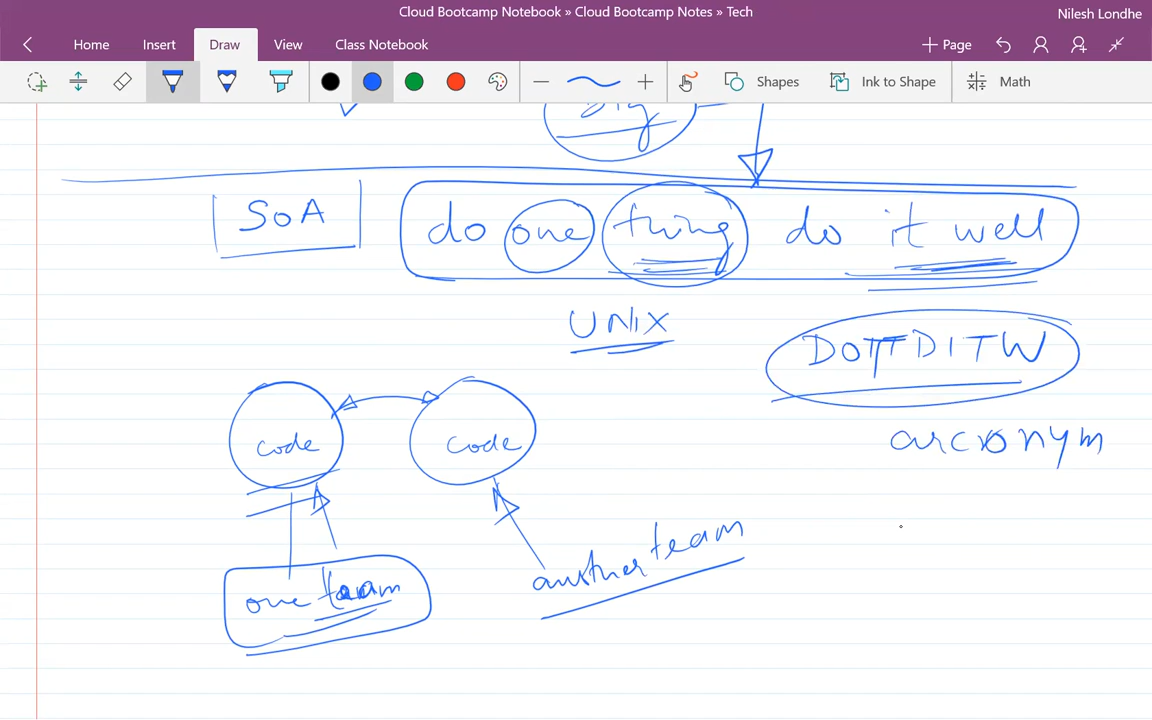 Cloud Bootcamp Notebook » Cloud Bootcamp Notes » Tech
Nilesh Londhe
Home Insert Draw View Class Notebook
Page
Shapes Ink to Shape Math
SOA
do one thing do it well
UNIX
DOTTDITW
code code
arcronym
one team
another team